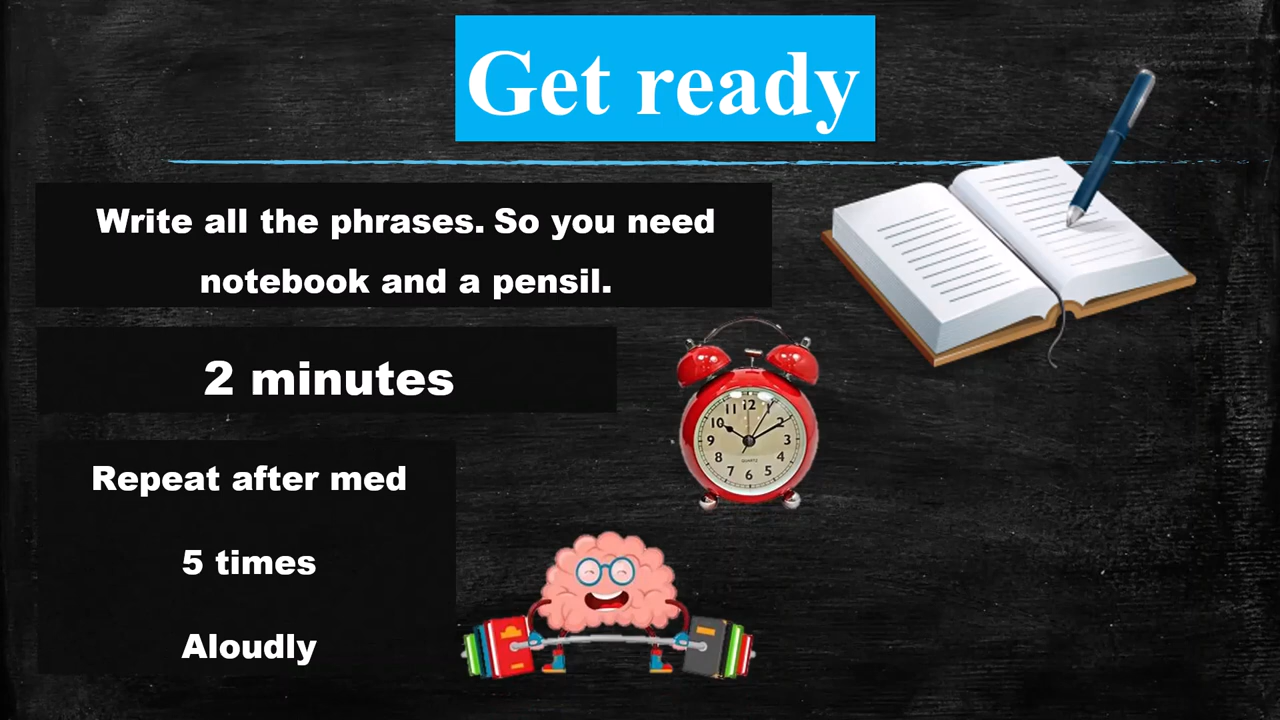 Get ready
Write all the phrases. So you need
notebook and a pensil.
2 minutes
Repeat after med
5 times
Aloudly